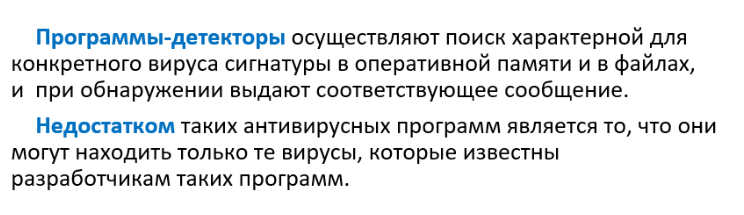 Программы-детекторы осуществляют поиск характерной для
конкретного вируса сигнатуры в оперативной памяти и в файлах,
и при обнаружении выдают соответствующее сообщение.
Недостатком таких антивирусных программ является то, что они
могут находить только те вирусы, которые известны
разработчикам таких программ.